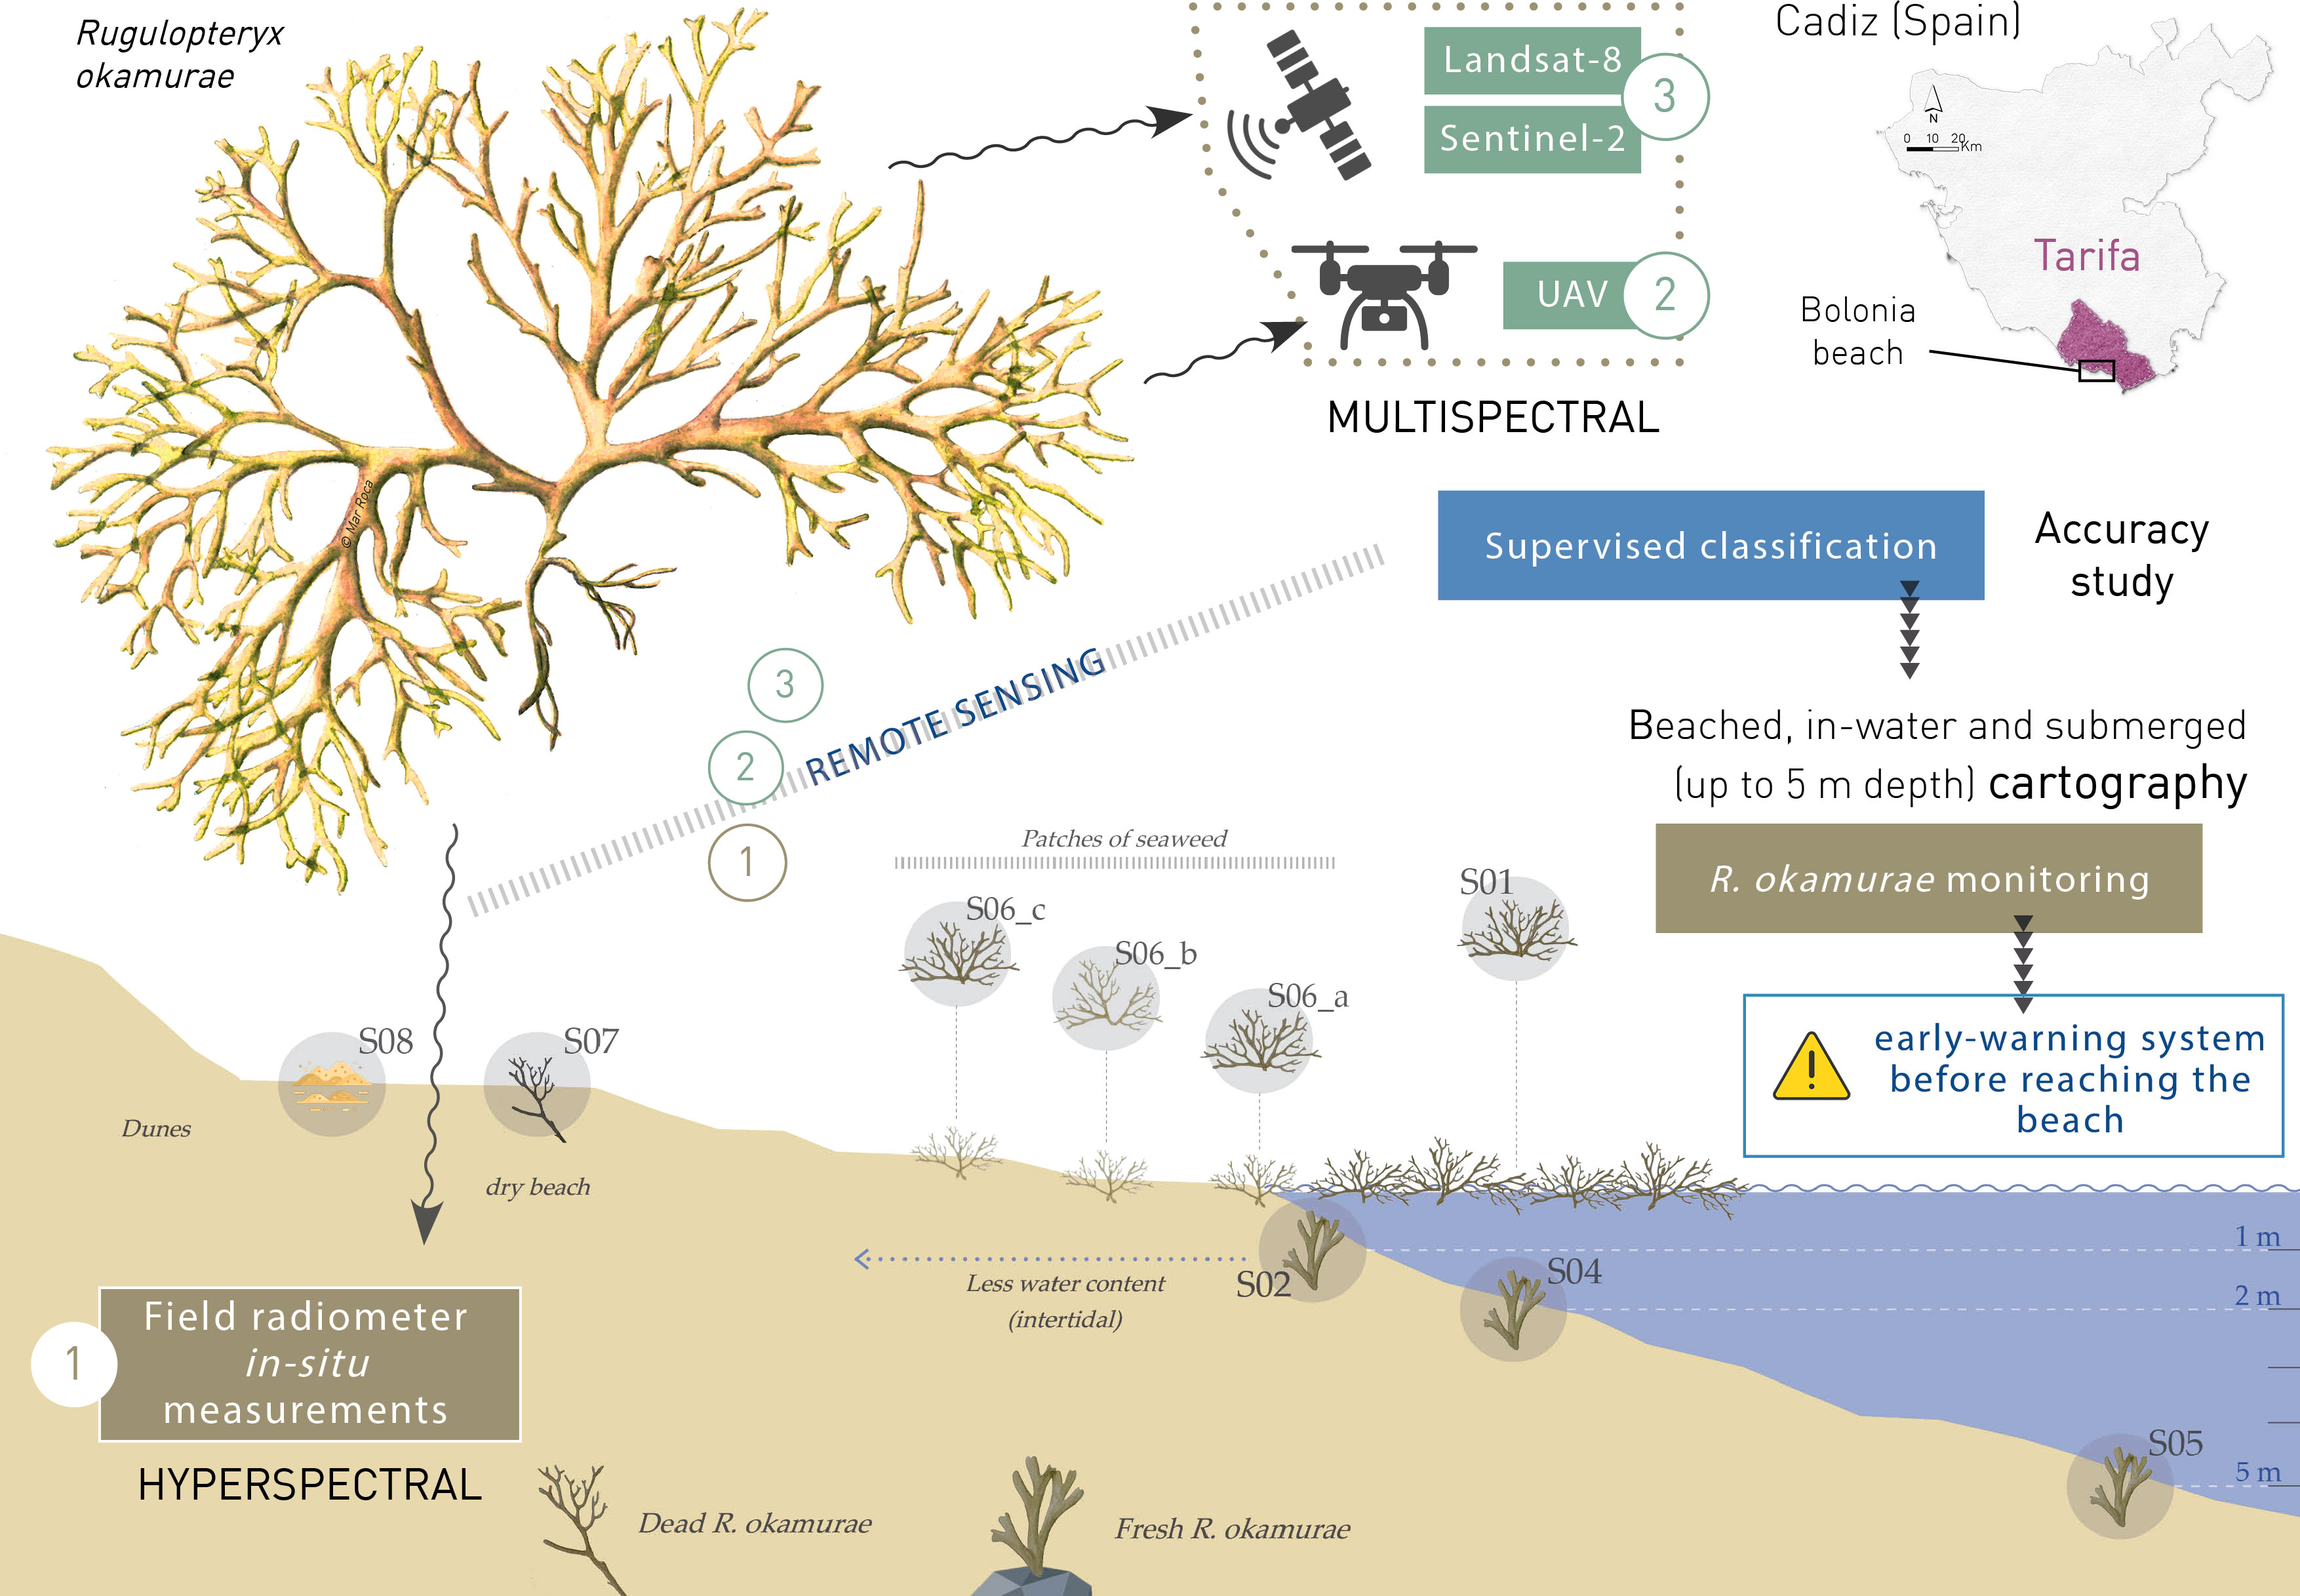 Rugulopteryx
okamurae
Landsat-8
Sentinel-2
3
UAV
2
MULTISPECTRAL
Cadiz (Spain)
N
0 10 20
Km
Tarifa
Bolonia
beach
© Mar Roca
Supervised classification
Accuracy
study
Beached, in-water and submerged
(up to 5 m depth) cartography
R. okamurae monitoring
early-warning system
before reaching the
beach
3
2
1
REMOTE SENSING
Patches of seaweed
S06_c
S06_b
S06_a
S01
S08
S07
Dunes
dry beach
Less water content
(intertidal)
S02
S04
S05
1 m
2 m
5 m
1
Field radiometer
in-situ
measurements
HYPERSPECTRAL
Dead R. okamurae
Fresh R. okamurae